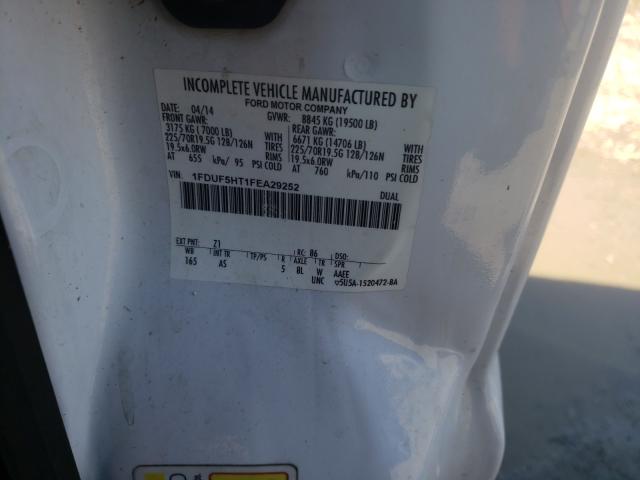 INCOMPLETE VEHICLE MANUFACTURED BY
FORD MOTOR COMPANY
DATE: 04/14 GVWR: 8845 KG (19500 LB)
FRONT GAWR: REAR GAWR:
3175 KG (7000 LB) WITH 6671 KG (14706 LB) WITH
225/70R19.5G 128/126N TIRES 225/70R19.5G 128/126N TIRES
19.5x6.0RW RIMS 19.5x6.0RW RIMS
AT 655 kPa/ 95 PSI COLD AT 760 kPa/110 PSI COLD
VIN: 1FDUF5HT1FEA29252 DUAL
EXT PNT: Z1 RC: 86 DSO:
WB INT TR TP/PS R AXLE TR SPR
165 AS 5 8L W AAEE
UNC 5U5A-1520472-BA